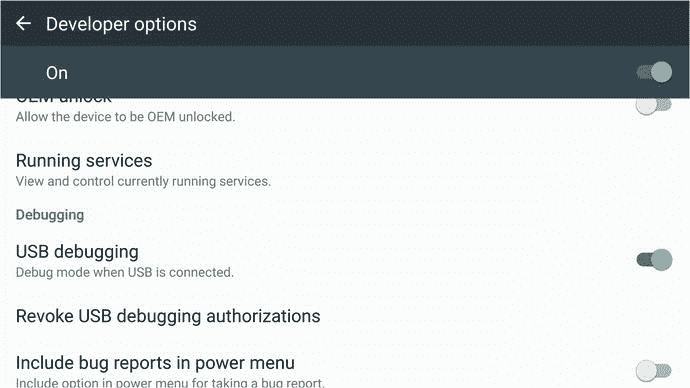 Developer options
On
OEM unlock
Allow the device to be OEM unlocked.
Running services
View and control currently running services.
Debugging
USB debugging
Debug mode when USB is connected.
Revoke USB debugging authorizations
Include bug reports in power menu
Include option in power menu for taking a bug report.